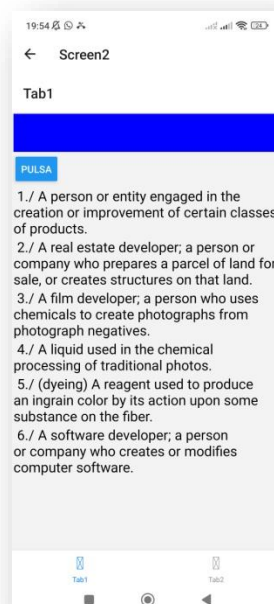 19:54
← Screen2
Tab1
PULSA
1./ A person or entity engaged in the
creation or improvement of certain classes
of products.
2./ A real estate developer; a person or
company who prepares a parcel of land for
sale, or creates structures on that land.
3./ A film developer; a person who uses
chemicals to create photographs from
photograph negatives.
4./ A liquid used in the chemical
processing of traditional photos.
5./ (dyeing) A reagent used to produce
an ingrain color by its action upon some
substance on the fiber.
6./ A software developer; a person
or company who creates or modifies
computer software.
Tab1 Tab2